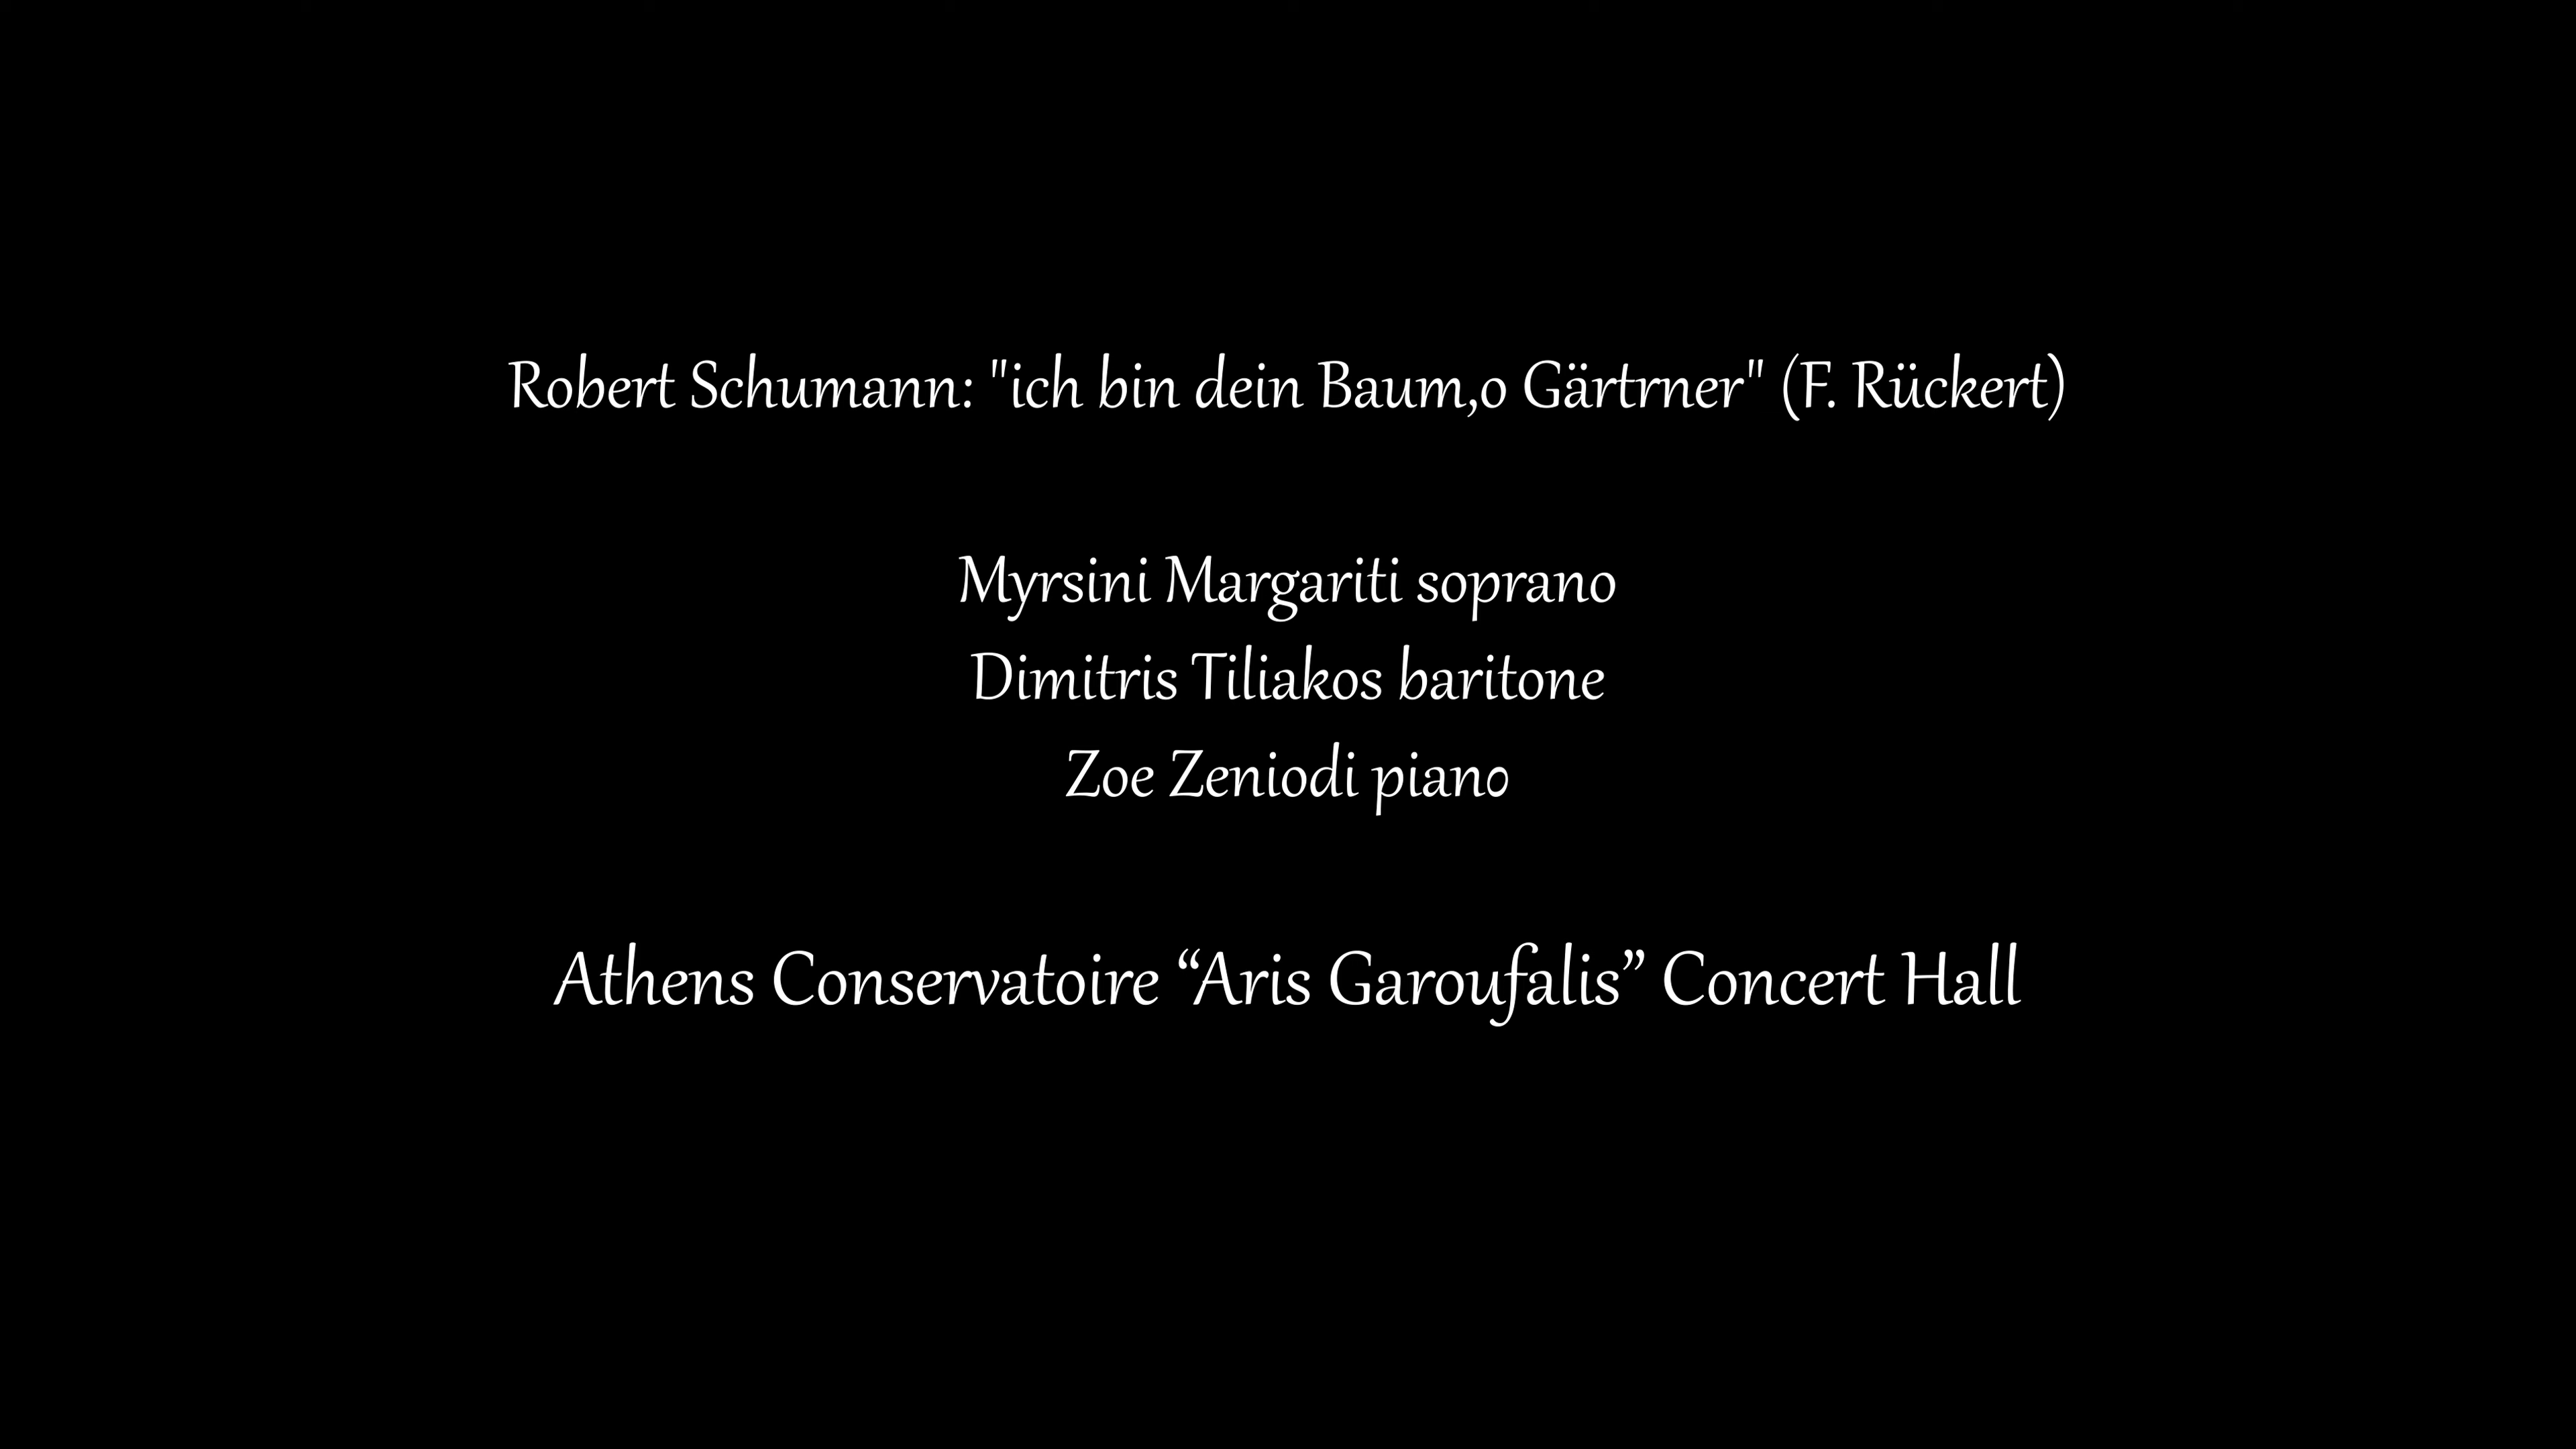 Robert Schumann: "ich bin dein Baum,o Gärtrner" (F. Rückert)
Myrsini Margariti soprano
Dimitris Tiliakos baritone
Zoe Zeniodi piano
Athens Conservatoire “Aris Garoufalis” Concert Hall